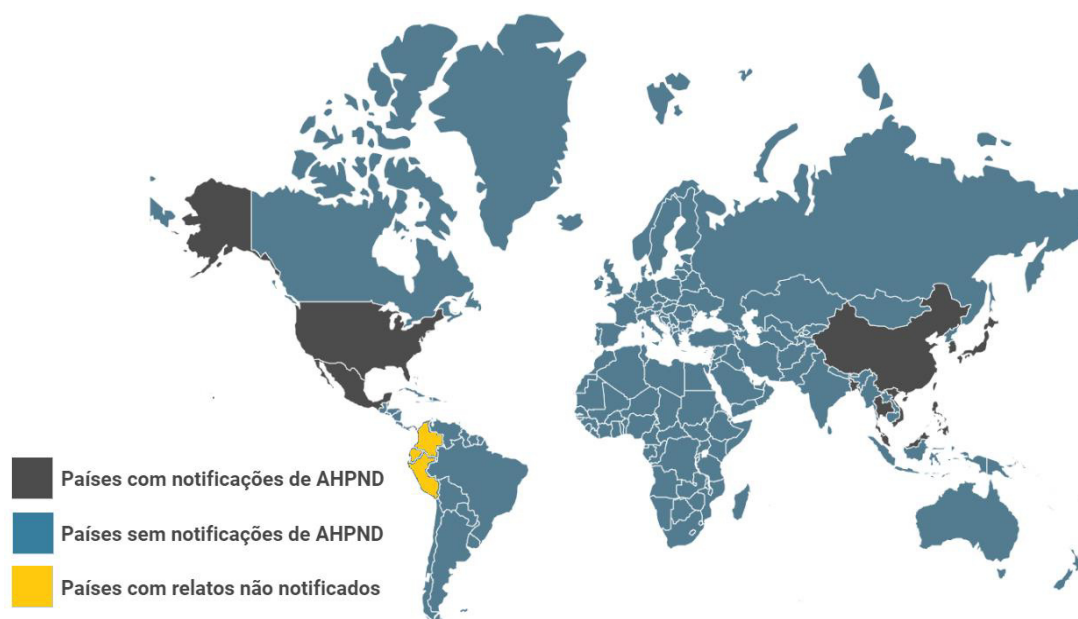 Países com notificações de AHPND
Países sem notificações de AHPND
Países com relatos não notificados